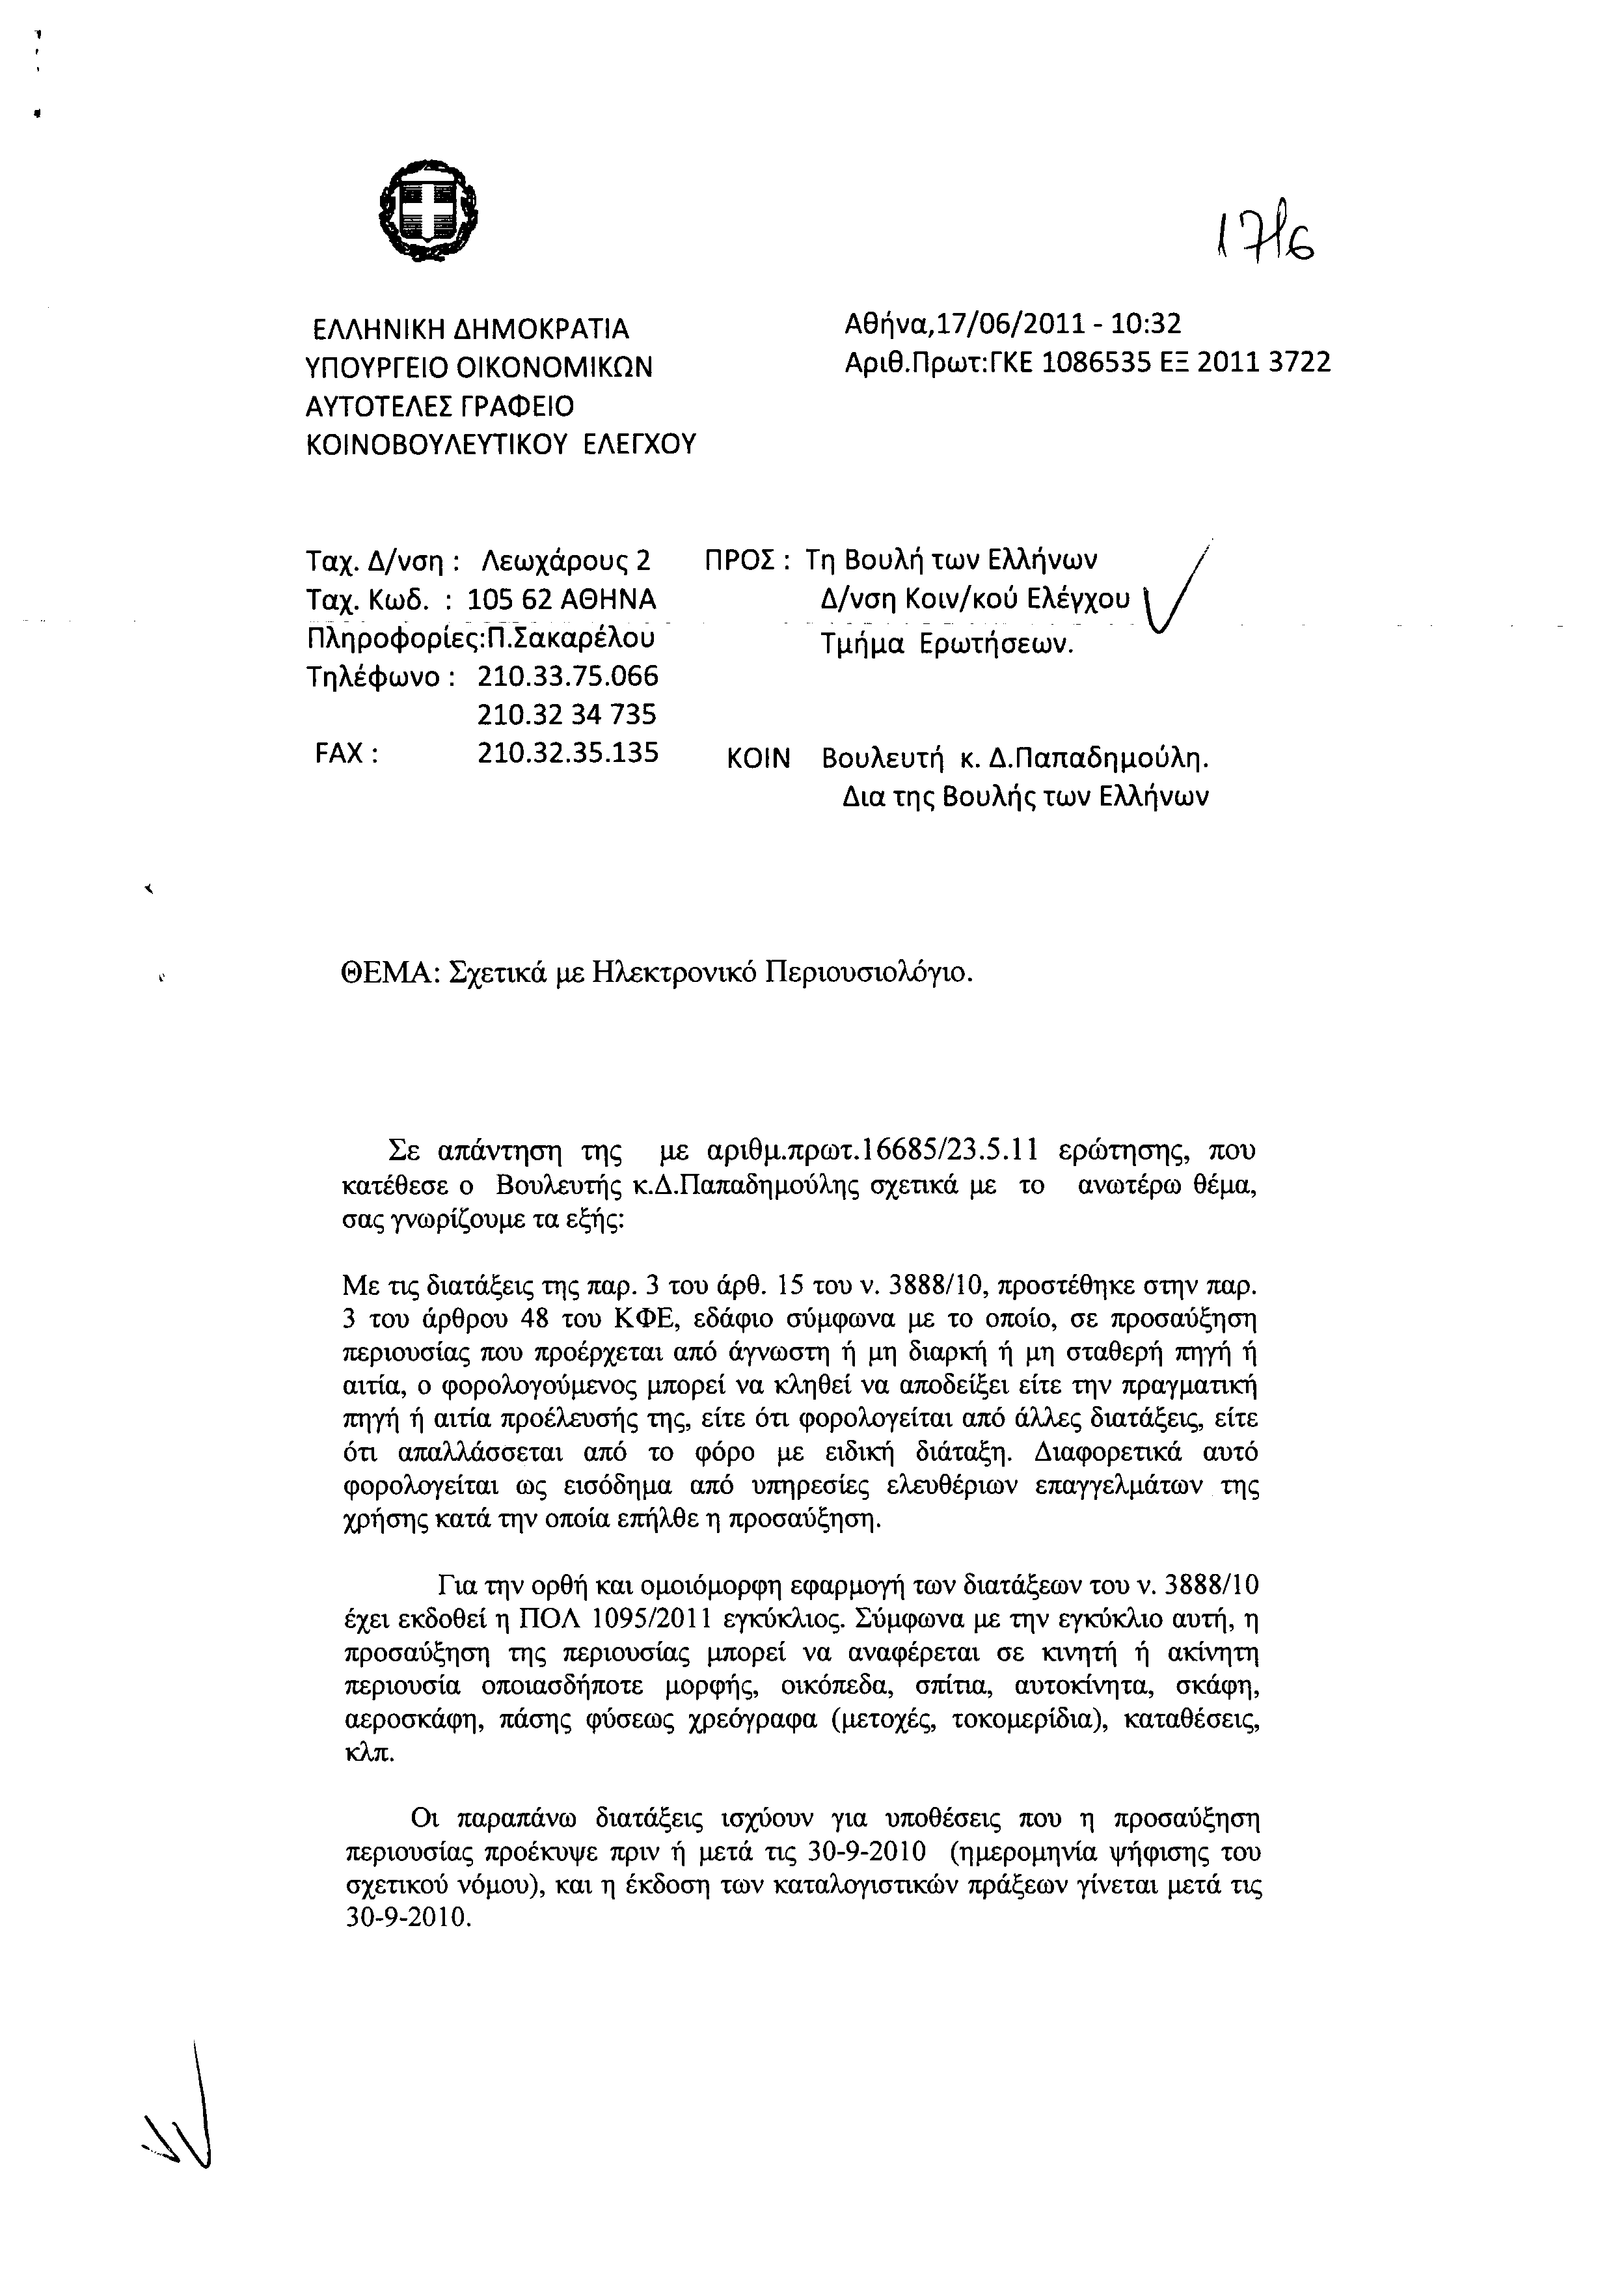 17/6
ΕΛΛΗΝΙΚΗ ΔΗΜΟΚΡΑΤΙΑ
ΥΠΟΥΡΓΕΙΟ ΟΙΚΟΝΟΜΙΚΩΝ
ΑΥΤΟΤΕΛΕΣ ΓΡΑΦΕΙΟ
ΚΟΙΝΟΒΟΥΛΕΥΤΙΚΟΥ ΕΛΕΓΧΟΥ
Αθήνα,17/06/2011 - 10:32
Αριθ.Πρωτ:ΓΚΕ 1086535 ΕΞ 2011 3722
Ταχ. Δ/νση : Λεωχάρους 2
Ταχ. Κωδ. : 105 62 ΑΘΗΝΑ
Πληροφορίες:Π.Σακαρέλου
Τηλέφωνο : 210.33.75.066
210.32 34 735
FAX : 210.32.35.135
ΠΡΟΣ : Τη Βουλή των Ελλήνων
Δ/νση Κοιν/κού Ελέγχου
Τμήμα Ερωτήσεων.
ΚΟΙΝ Βουλευτή κ. Δ.Παπαδημούλη.
Δια της Βουλής των Ελλήνων
ΘΕΜΑ: Σχετικά με Ηλεκτρονικό Περιουσιολόγιο.
Σε απάντηση της με αριθμ.πρωτ.16685/23.5.11 ερώτησης, που
κατέθεσε ο Βουλευτής κ.Δ.Παπαδημούλης σχετικά με το ανωτέρω θέμα,
σας γνωρίζουμε τα εξής:
Με τις διατάξεις της παρ. 3 του άρθ. 15 του ν. 3888/10, προστέθηκε στην παρ.
3 του άρθρου 48 του ΚΦΕ, εδάφιο σύμφωνα με το οποίο, σε προσαύξηση
περιουσίας που προέρχεται από άγνωστη ή μη διαρκή ή μη σταθερή πηγή ή
αιτία, ο φορολογούμενος μπορεί να κληθεί να αποδείξει είτε την πραγματική
πηγή ή αιτία προέλευσής της, είτε ότι φορολογείται από άλλες διατάξεις, είτε
ότι απαλλάσσεται από το φόρο με ειδική διάταξη. Διαφορετικά αυτό
φορολογείται ως εισόδημα από υπηρεσίες ελευθέριων επαγγελμάτων της
χρήσης κατά την οποία επήλθε η προσαύξηση.
Για την ορθή και ομοιόμορφη εφαρμογή των διατάξεων του ν. 3888/10
έχει εκδοθεί η ΠΟΛ 1095/2011 εγκύκλιος. Σύμφωνα με την εγκύκλιο αυτή, η
προσαύξηση της περιουσίας μπορεί να αναφέρεται σε κινητή ή ακίνητη
περιουσία οποιασδήποτε μορφής, οικόπεδα, σπίτια, αυτοκίνητα, σκάφη,
αεροσκάφη, πάσης φύσεως χρεόγραφα (μετοχές, τοκομερίδια), καταθέσεις,
κλπ.
Οι παραπάνω διατάξεις ισχύουν για υποθέσεις που η προσαύξηση
περιουσίας προέκυψε πριν ή μετά τις 30-9-2010 (ημερομηνία ψήφισης του
σχετικού νόμου), και η έκδοση των καταλογιστικών πράξεων γίνεται μετά τις
30-9-2010.